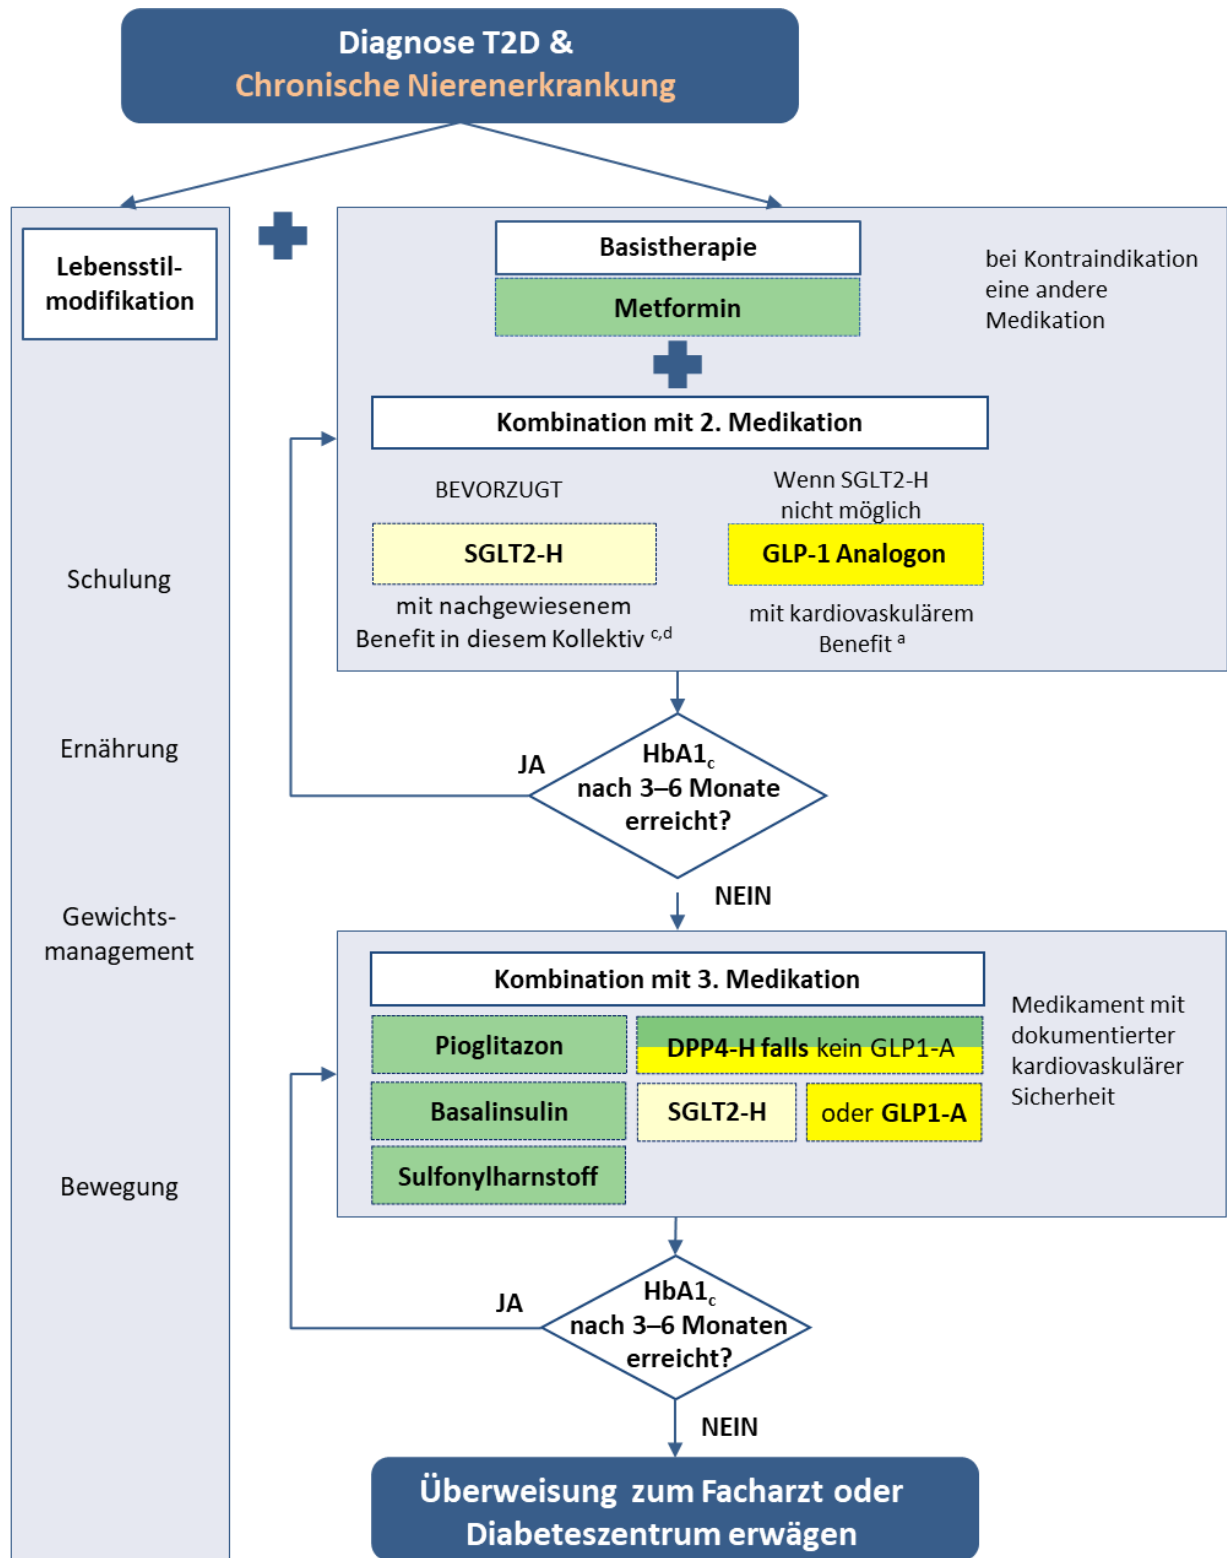 Diagnose T2D &
Chronische Nierenerkrankung
Lebensstil-
modifikation
Schulung
Ernährung
Gewichts-
management
Bewegung
Basistherapie
Metformin
bei Kontraindikation
eine andere
Medikation
Kombination mit 2. Medikation
BEVORZUGT
SGLT2-H
mit nachgewiesenem
Benefit in diesem Kollektiv c,d
Wenn SGLT2-H
nicht möglich
GLP-1 Analogon
mit kardiovaskulärem
Benefit a
HbA1c
nach 3–6 Monate
erreicht?
JA
NEIN
Kombination mit 3. Medikation
Pioglitazon
DPP4-H falls kein GLP1-A
Basalinsulin
SGLT2-H
oder GLP1-A
Sulfonylharnstoff
Medikament mit
dokumentierter
kardiovaskulärer
Sicherheit
HbA1c
nach 3–6 Monaten
erreicht?
JA
NEIN
Überweisung zum Facharzt oder
Diabeteszentrum erwägen